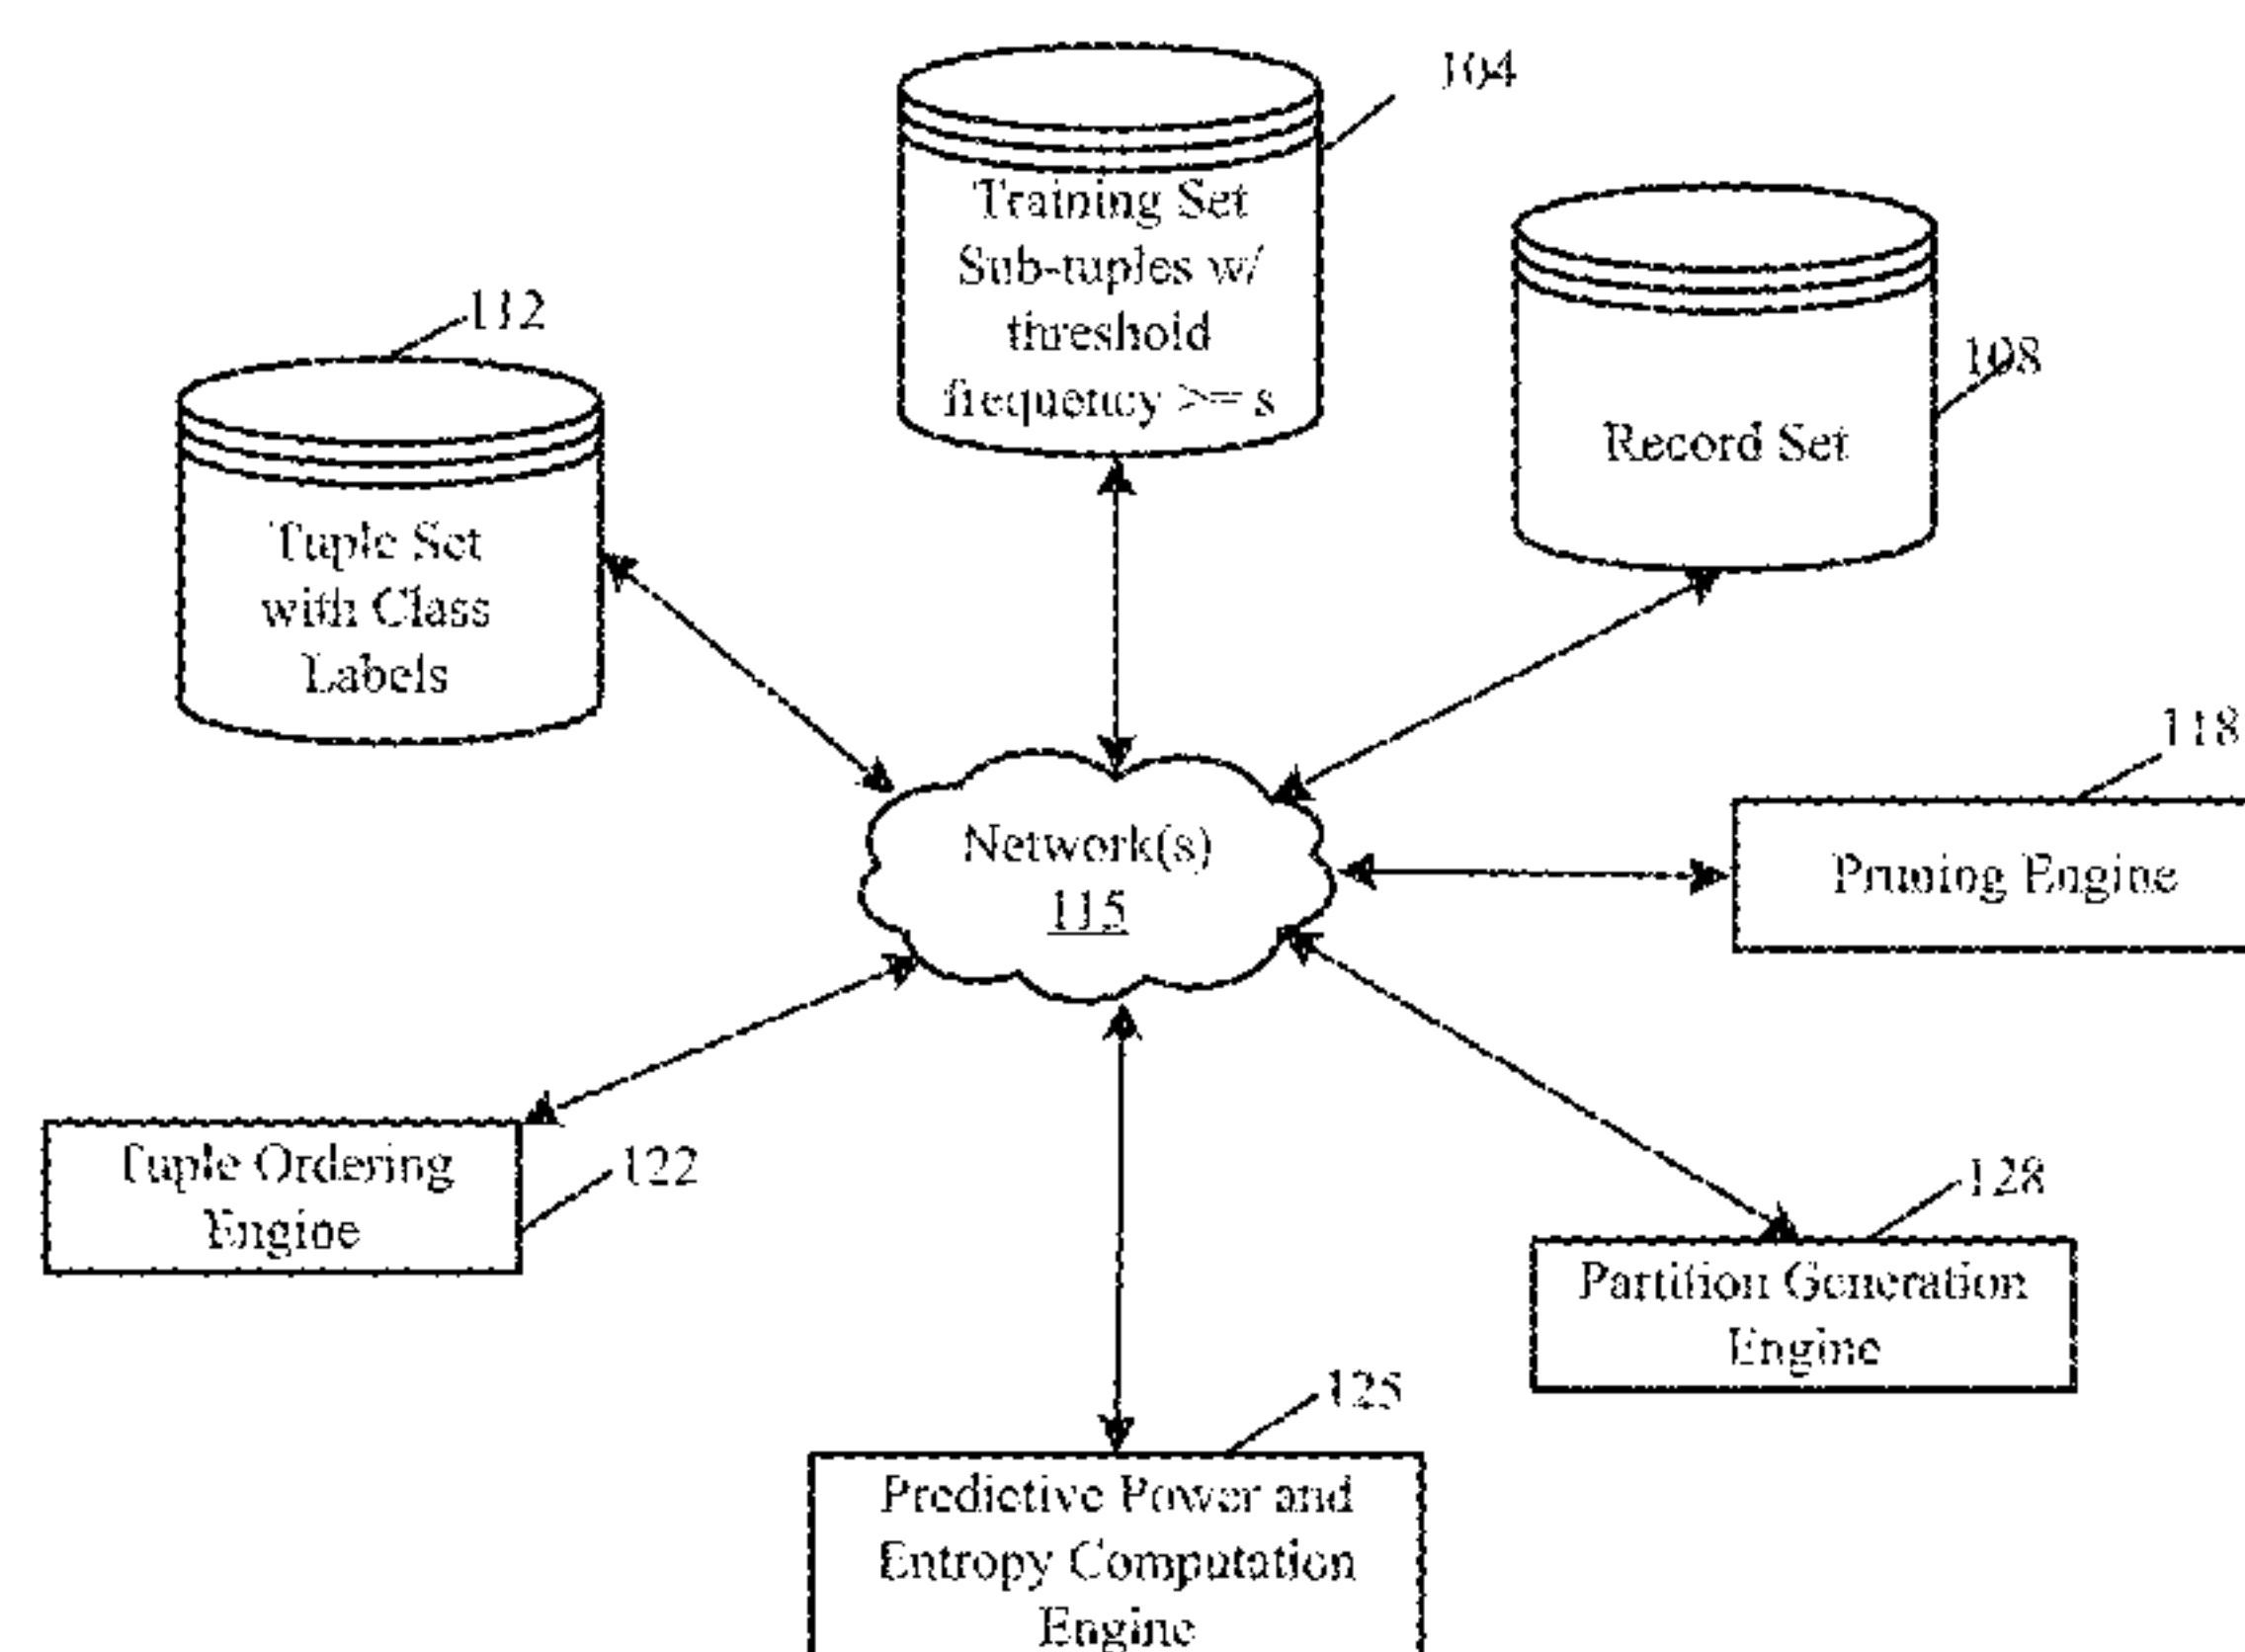 104
Training Set
Sub-tuples w/
threshold
frequency >= s
108
Record Set
112
Tuple Set
with Class
Labels
118
Pruning Engine
Network(s)
115
Tuple Ordering
Engine
122
128
Partition Generation
Engine
125
Predictive Power and
Entropy Computation
Engine